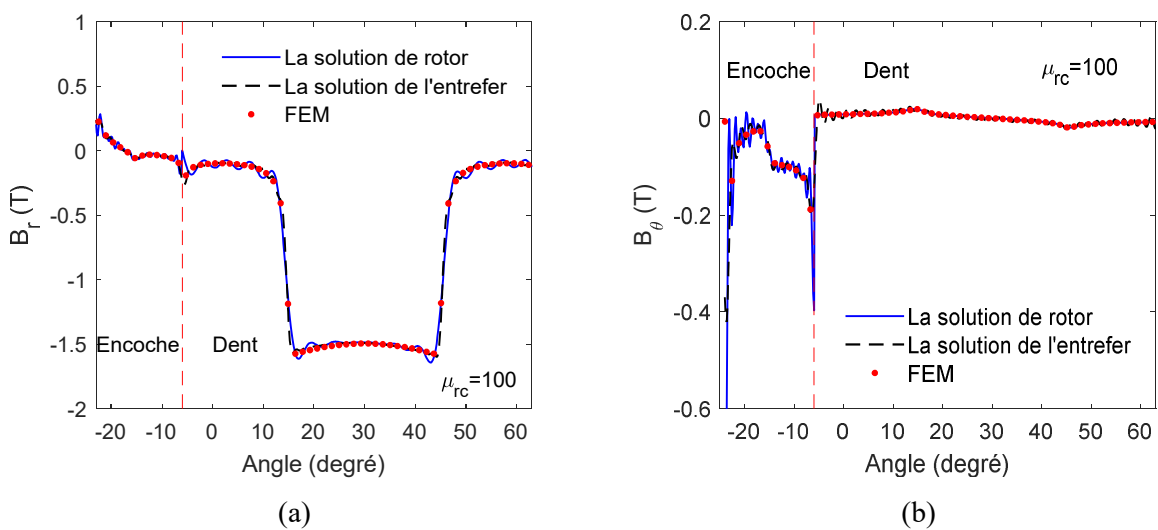 1
0.5
0
-0.5
-1
-1.5
-2
B_r (T)
La solution de rotor
La solution de l'entrefer
FEM
Encoche
Dent
μ_rc=100
-20
-10
0
10
20
30
40
50
60
Angle (degré)
(a)
0.2
0
-0.2
-0.4
-0.6
B_θ (T)
Encoche
Dent
μ_rc=100
La solution de rotor
La solution de l'entrefer
FEM
-20
-10
0
10
20
30
40
50
60
Angle (degré)
(b)